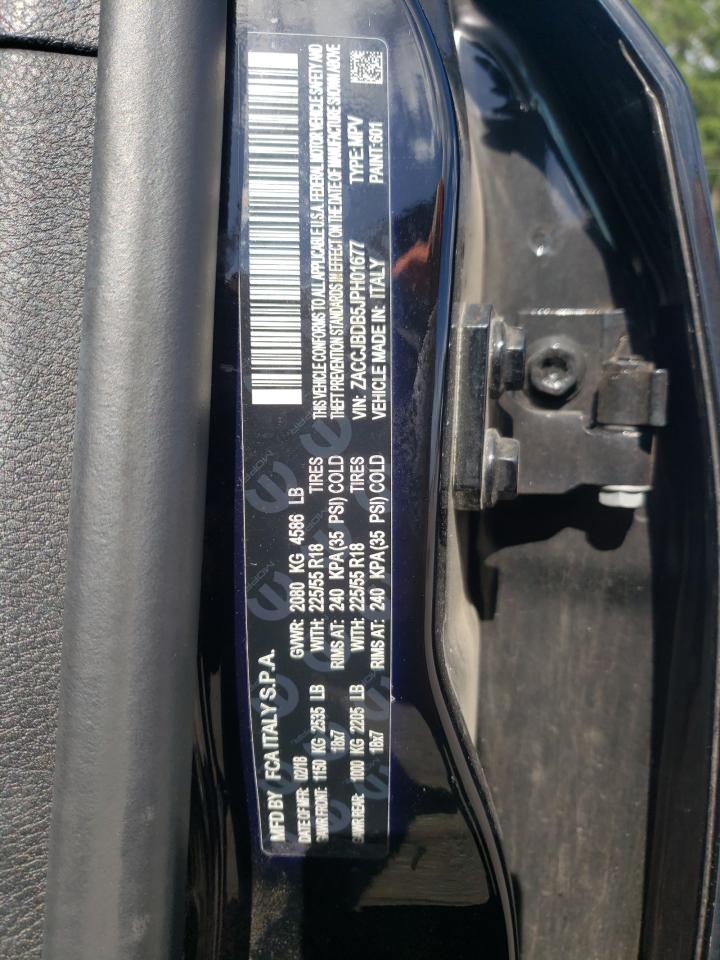 MFD BY FCA ITALY S.P.A.
DATE OF MFR: 02/18 GVWR: 2080 KG 4586 LB
GAWR FRONT: 1150 KG 2535 LB WITH: 225/55 R18 TIRES
18x7 RIMS AT: 240 KPA (35 PSI) COLD
GAWR REAR: 1000 KG 2205 LB WITH: 225/55 R18 TIRES
18x7 RIMS AT: 240 KPA (35 PSI) COLD
THIS VEHICLE CONFORMS TO ALL APPLICABLE U.S.A. FEDERAL MOTOR VEHICLE SAFETY AND
THEFT PREVENTION STANDARDS IN EFFECT ON THE DATE OF MANUFACTURE SHOWN ABOVE
VIN: ZACCJBDB5JPH01677 TYPE: MPV
VEHICLE MADE IN: ITALY PAINT: 601
MOPAR